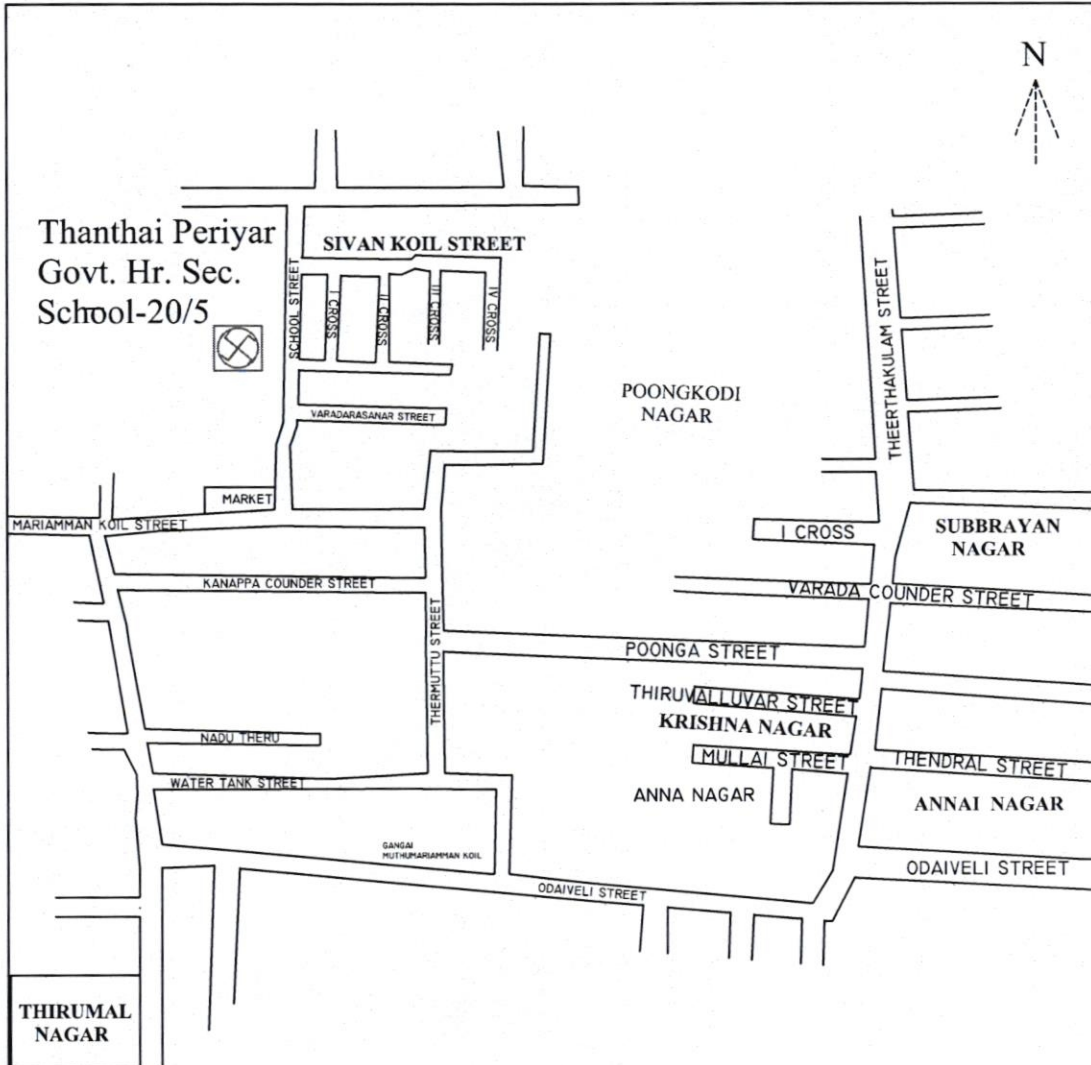 N
Thanthai Periyar
Govt. Hr. Sec.
School-20/5
SIVAN KOIL STREET
SCHOOL STREET
I CROSS
II CROSS
III CROSS
IV CROSS
VARADARASANAR STREET
POONGKODI
NAGAR
THEERTHAKULAM STREET
MARKET
MARIAMMAN KOIL STREET
I CROSS
SUBBRAYAN
NAGAR
KANAPPA COUNDER STREET
VARADA COUNDER STREET
THERMUTTU STREET
POONGA STREET
THIRUVALLUVAR STREET
KRISHNA NAGAR
NADU THERU
MULLAI STREET
THENDRAL STREET
WATER TANK STREET
ANNA NAGAR
ANNAI NAGAR
GANGAI
MUTHUMARIAMMAN KOIL
ODAIVELI STREET
ODAIVELI STREET
THIRUMAL
NAGAR